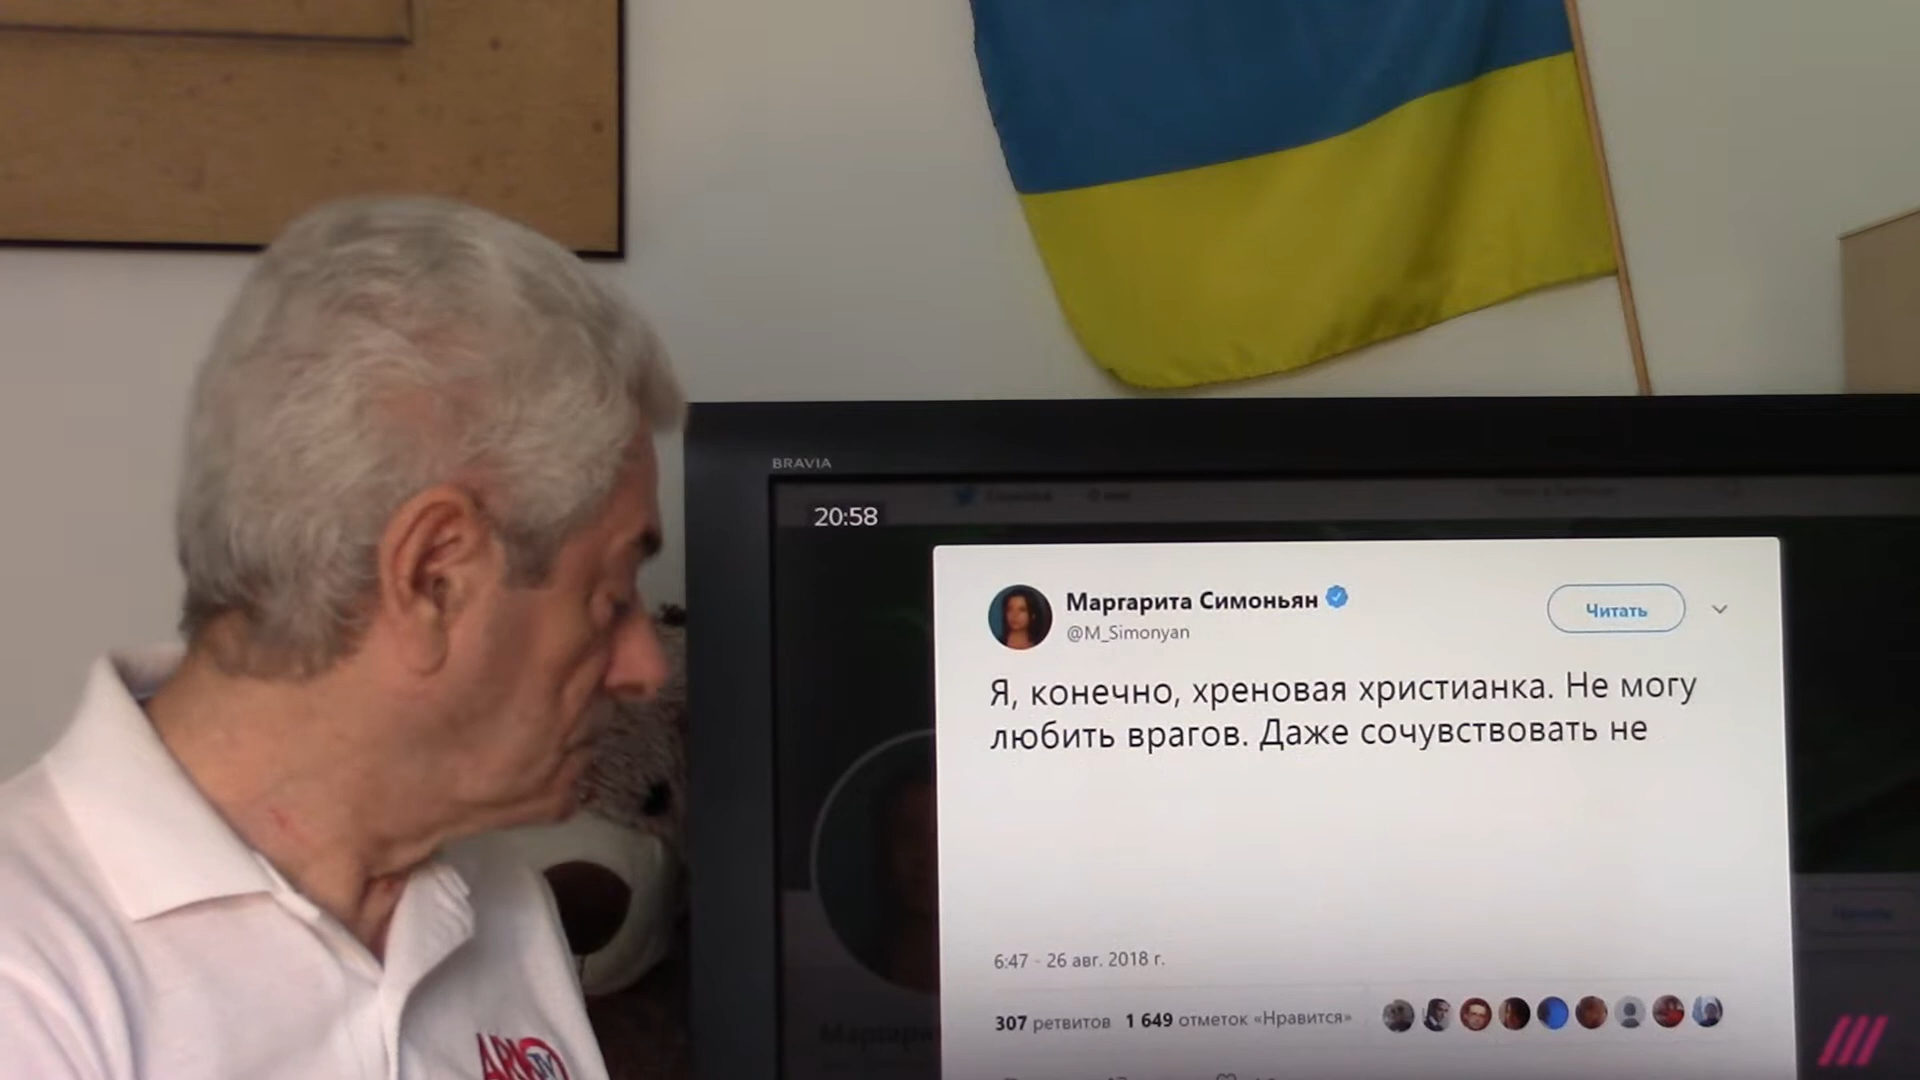 BRAVIA
20:58
Маргарита Симоньян
@M_Simonyan
Читать
Я, конечно, хреновая христианка. Не могу
любить врагов. Даже сочувствовать не
6:47 - 26 авг. 2018 г.
307 ретвитов 1 649 отметок «Нравится»